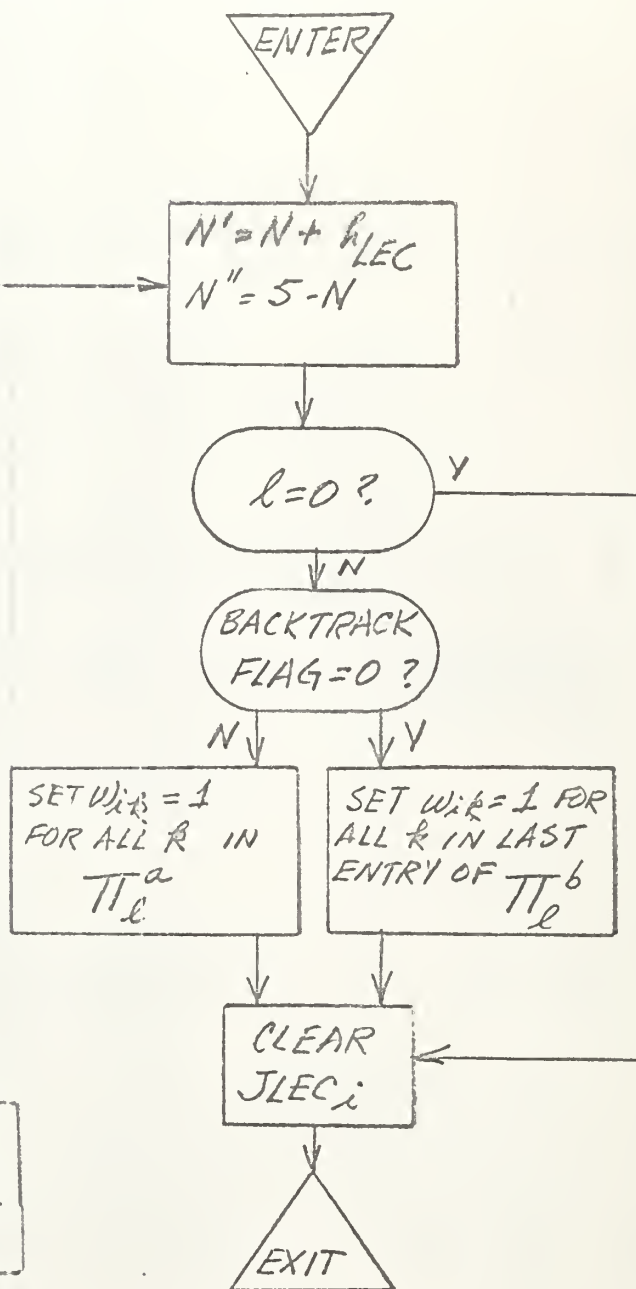 ENTER
N' = N + h_LEC
N'' = 5 - N
l = 0 ?
Y
N
BACKTRACK
FLAG = 0 ?
N
Y
SET w_ik = 1
FOR ALL k IN
Π_l^a
SET w_ik = 1 FOR
ALL k IN LAST
ENTRY OF Π_l^b
CLEAR
JLEC_i
EXIT